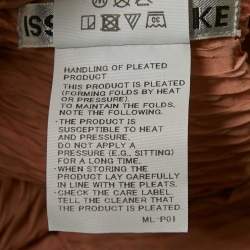 ISS KE
HANDLING OF PLEATED
PRODUCT
THIS PRODUCT IS PLEATED
(FORMING FOLDS BY HEAT
OR PRESSURE).
TO MAINTAIN THE FOLDS,
NOTE THE FOLLOWING.
•THE PRODUCT IS
SUSCEPTIBLE TO HEAT
AND PRESSURE.
DO NOT APPLY A
PRESSURE (E.G., SITTING)
FOR A LONG TIME.
•WHEN STORING THE
PRODUCT LAY CAREFULLY
IN LINE WITH THE PLEATS.
•CHECK THE CARE LABEL.
TELL THE CLEANER THAT
THE PRODUCT IS PLEATED.
ML-P01